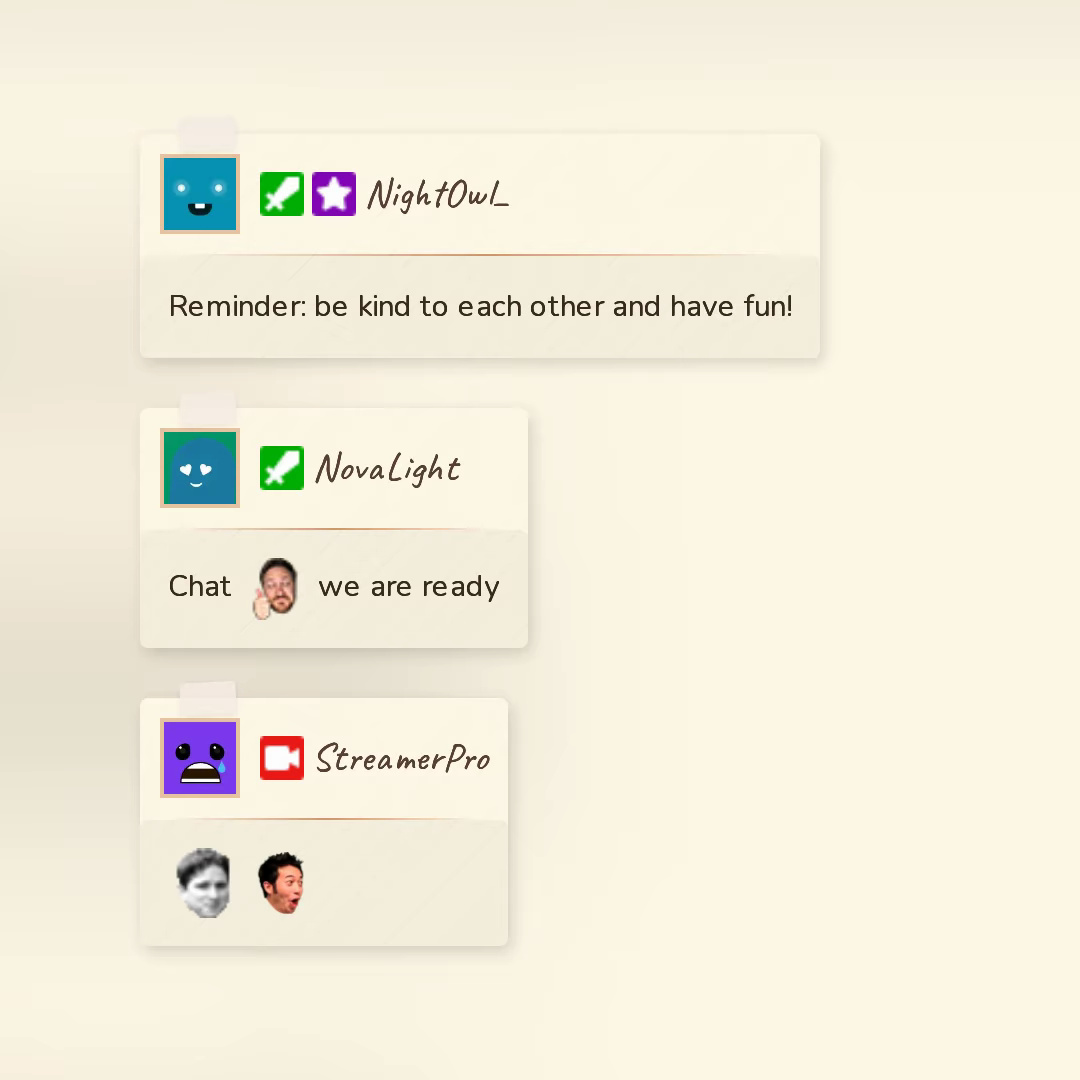 NightOwl_
Reminder: be kind to each other and have fun!
NovaLight
Chat we are ready
StreamerPro